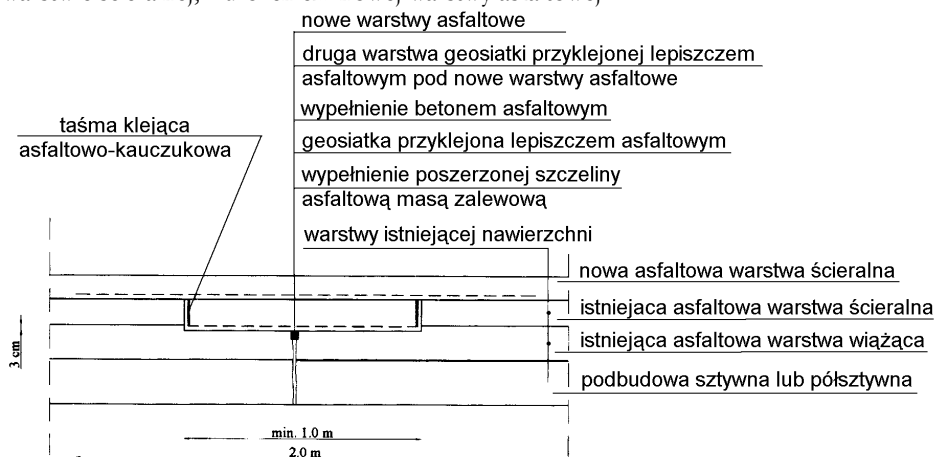 nowe warstwy asfaltowe
druga warstwa geosiatki przyklejonej lepiszczem
asfaltowym pod nowe warstwy asfaltowe
wypełnienie betonem asfaltowym
taśma klejąca
asfaltowo-kauczukowa
geosiatka przyklejona lepiszczem asfaltowym
wypełnienie poszerzonej szczeliny
asfaltową masą zalewową
warstwy istniejącej nawierzchni
nowa asfaltowa warstwa ścieralna
istniejaca asfaltowa warstwa ścieralna
istniejąca asfaltowa warstwa wiążąca
podbudowa sztywna lub półsztywna
3 cm
min. 1.0 m
2.0 m